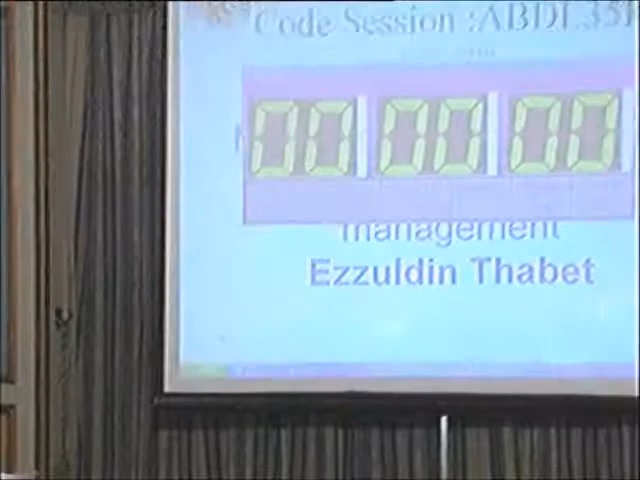 Code Session :ABDL35
00 00 00
management
Ezzuldin Thabet